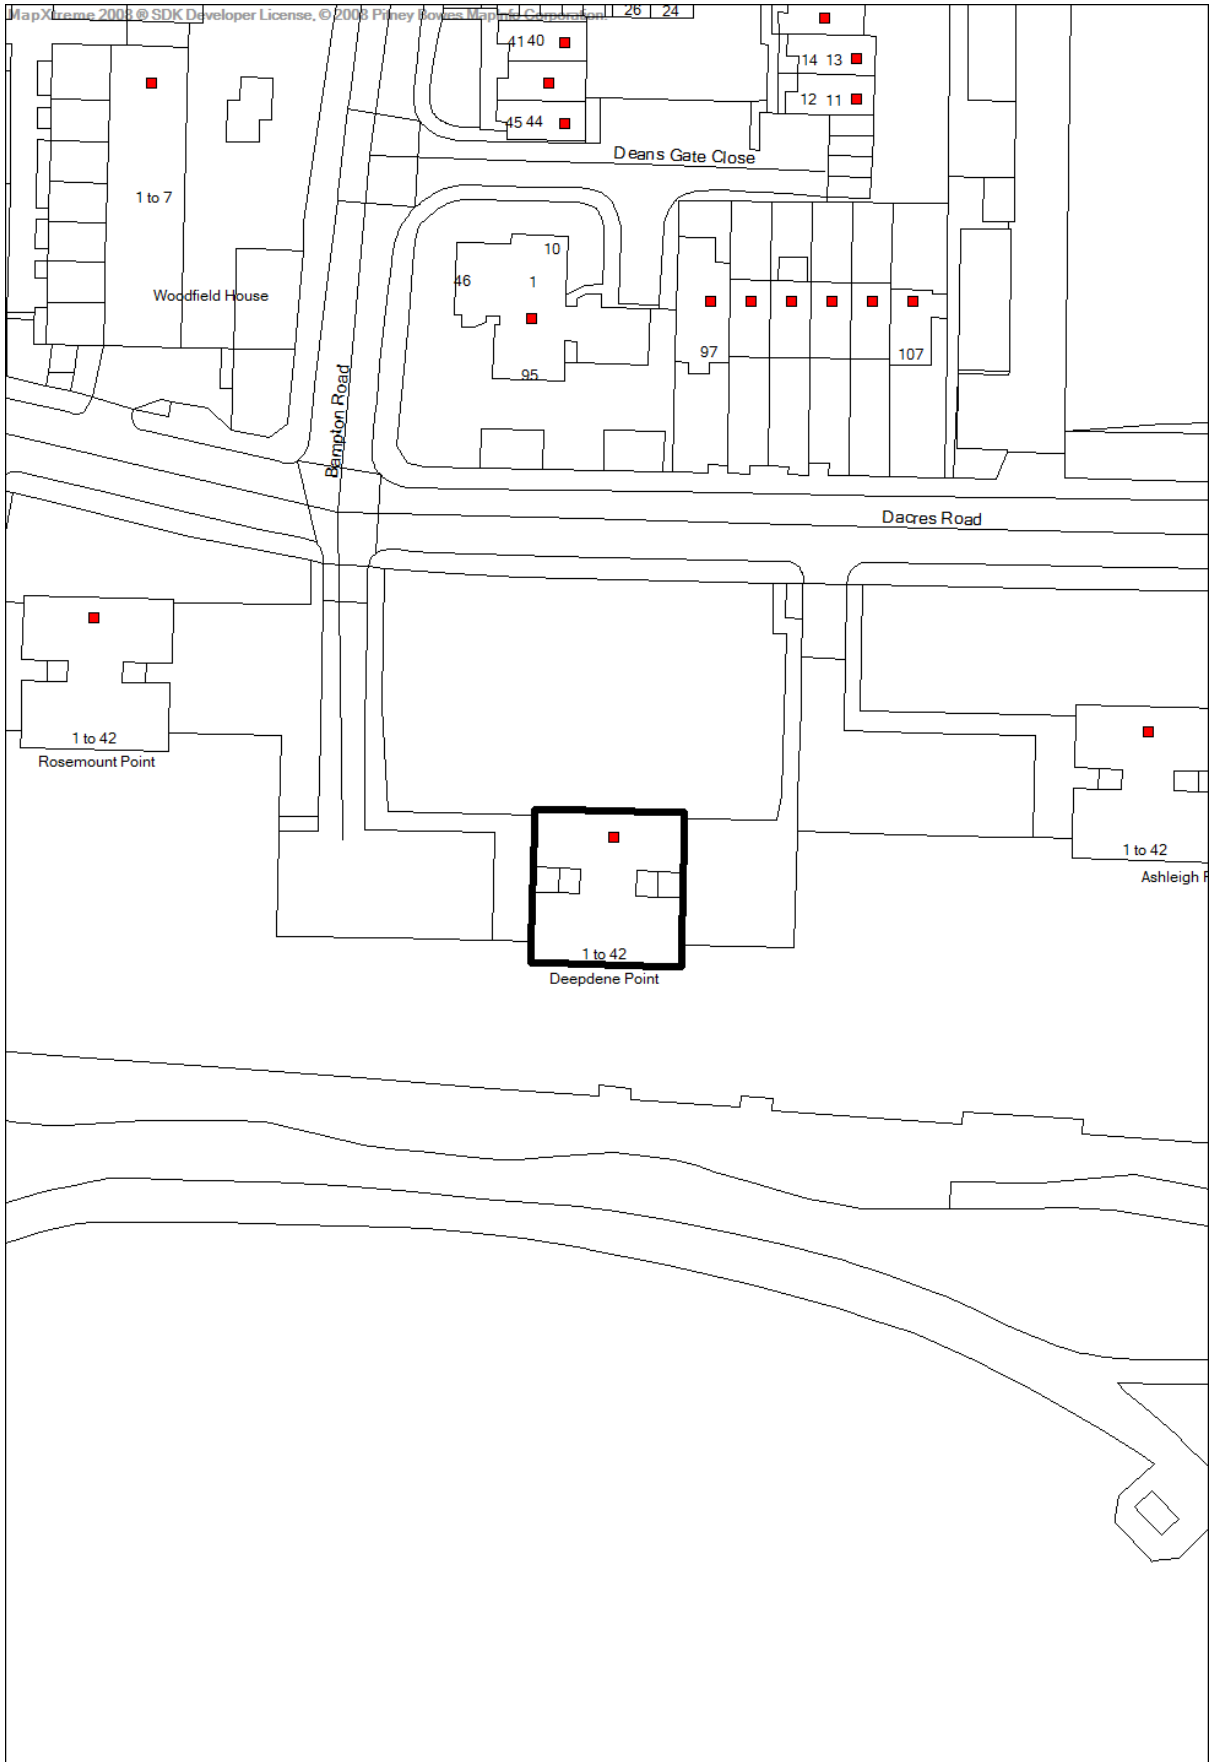 MapXtreme 2008 ® SDK Developer License, © 2008 Pitney Bowes MapInfo Corporation.
26 24
41 40
14 13
12 11
45 44
Deans Gate Close
1 to 7
10
46
1
Woodfield House
97
107
95
Bampton Road
Dacres Road
1 to 42
Rosemount Point
1 to 42
Ashleigh
1 to 42
Deepdene Point